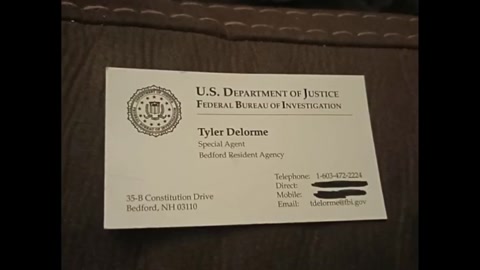 U.S. DEPARTMENT OF JUSTICE
FEDERAL BUREAU OF INVESTIGATION
Tyler Delorme
Special Agent
Bedford Resident Agency
Telephone: 1-603-472-2224
Direct:
Mobile:
Email: tdelorme@fbi.gov
35-B Constitution Drive
Bedford, NH 03110